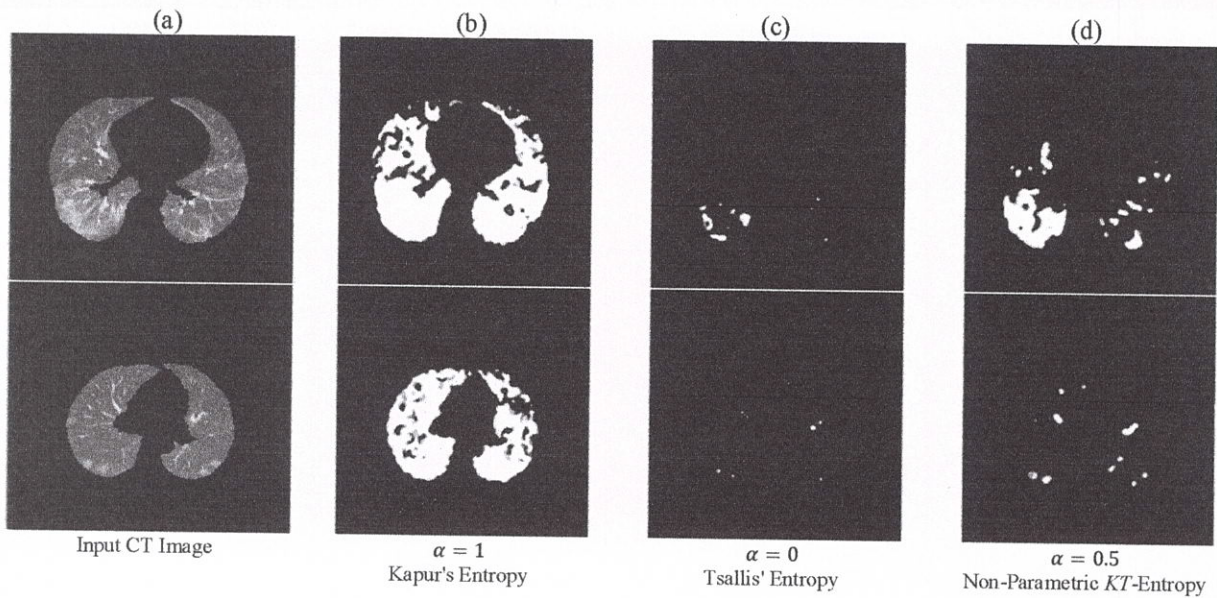 (a) (b) (c) (d)
Input CT Image
α = 1
Kapur's Entropy
α = 0
Tsallis' Entropy
α = 0.5
Non-Parametric KT-Entropy